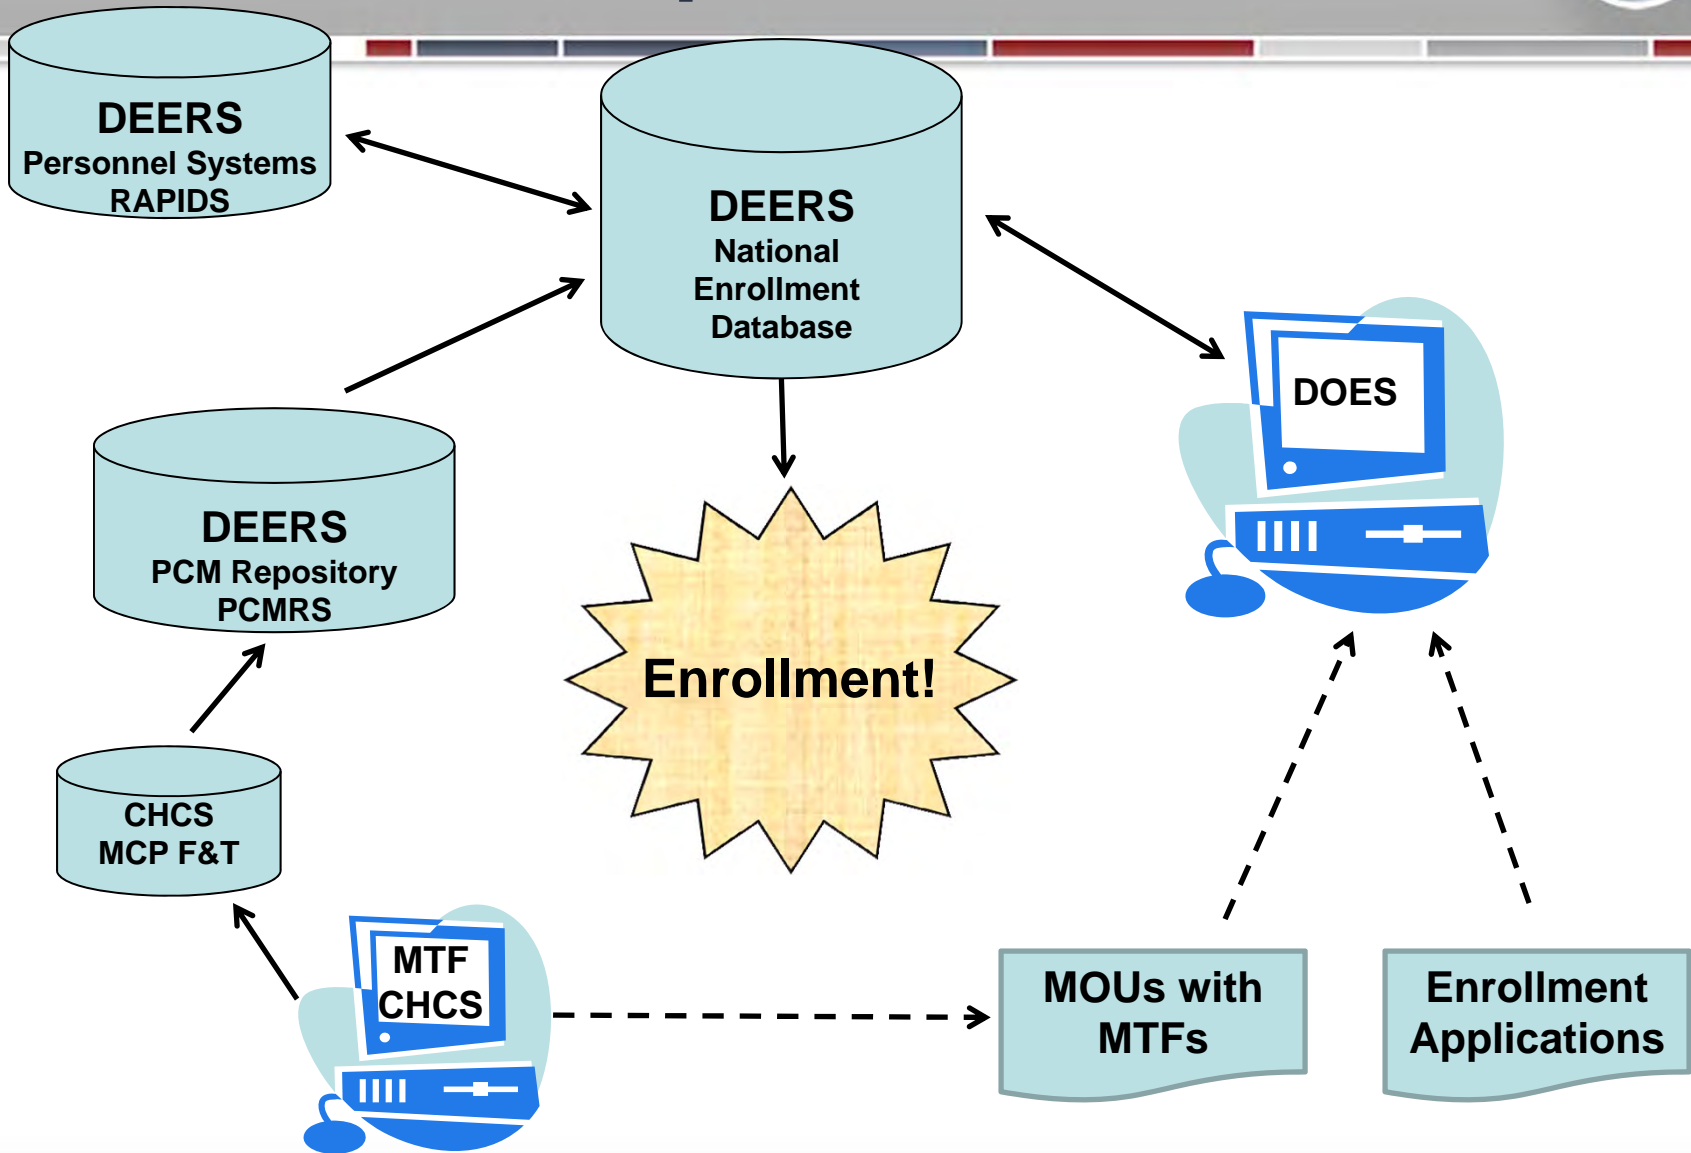 DEERS
Personnel Systems
RAPIDS
DEERS
National
Enrollment
Database
DOES
DEERS
PCM Repository
PCMRS
Enrollment!
CHCS
MCP F&T
MTF
CHCS
MOUs with
MTFs
Enrollment
Applications